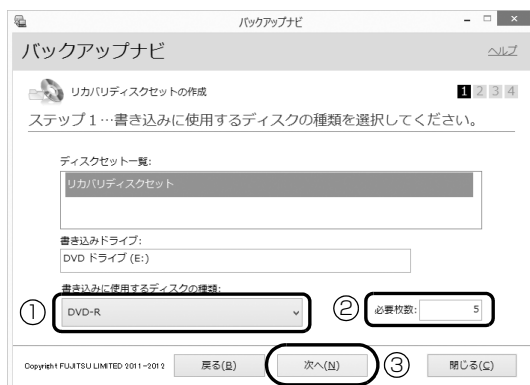 バックアップナビ
バックアップナビ
ヘルプ
リカバリディスクセットの作成
1 2 3 4
ステップ1…書き込みに使用するディスクの種類を選択してください。
ディスクセット一覧:
リカバリディスクセット
書き込みドライブ:
DVD ドライブ (E:)
書き込みに使用するディスクの種類:
① DVD-R
② 必要枚数: 5
Copyright FUJITSU LIMITED 2011-2012
戻る(B)
次へ(N) ③
閉じる(C)